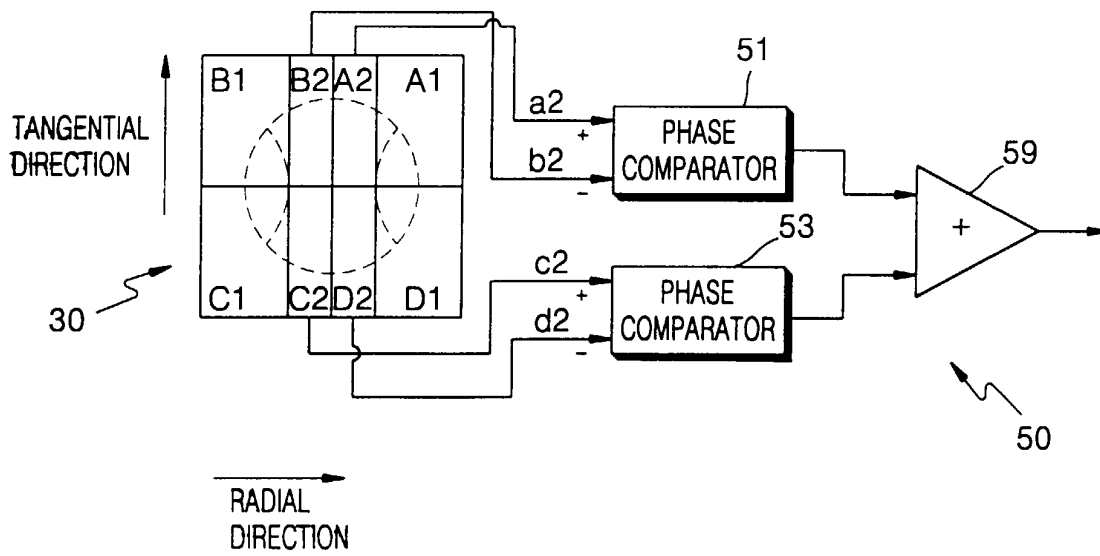 B1 B2 A2 A1
C1 C2 D2 D1
TANGENTIAL
DIRECTION
30
a2
+
b2
-
51
PHASE
COMPARATOR
c2
+
d2
-
53
PHASE
COMPARATOR
59
+
50
RADIAL
DIRECTION